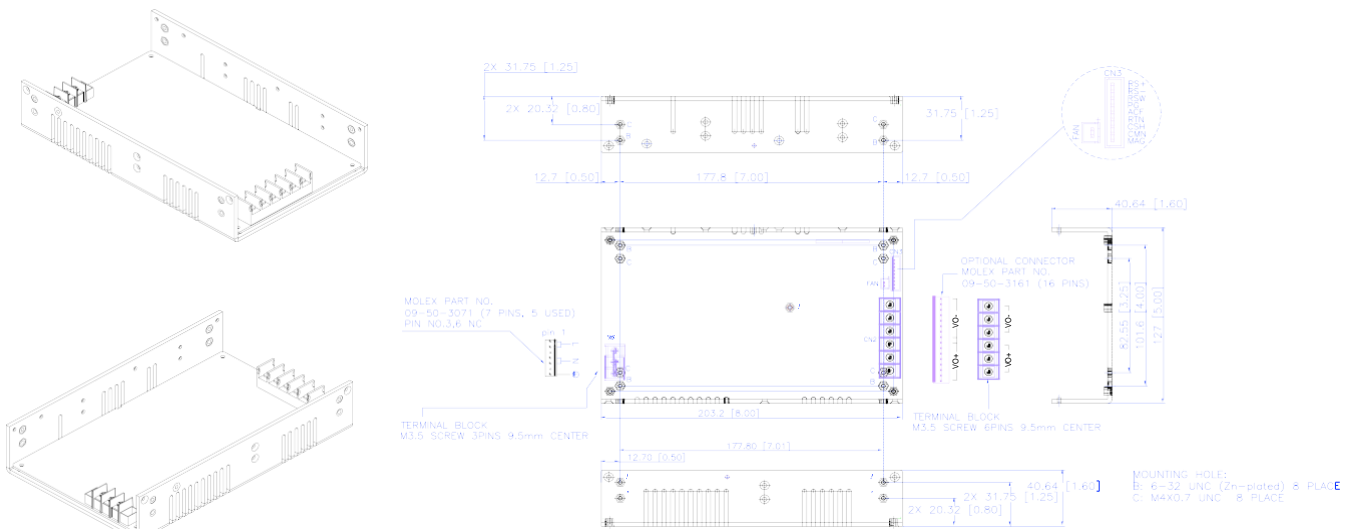 2X 31.75 [1.25]
2X 20.32 [0.80]
C
B
C
B
31.75 [1.25]
12.7 [0.50]
177.8 [7.00]
12.7 [0.50]
CN3
FAN
40.64 [1.60]
C
C
FAN
OPTIONAL CONNECTOR
MOLEX PART NO.
09-50-3161 (16 PINS)
MOLEX PART NO.
09-50-3071 (7 PINS, 5 USED)
PIN NO.3,6 NC
pin 1
L
N
CN2
VO-
VO+
VO-
VO+
82.55 [3.25]
101.6 [4.00]
127 [5.00]
C
B
203.2 [8.00]
TERMINAL BLOCK
M3.5 SCREW 3PINS 9.5mm CENTER
TERMINAL BLOCK
M3.5 SCREW 6PINS 9.5mm CENTER
177.80 [7.01]
12.70 [0.50]
40.64 [1.60]
2X 31.75 [1.25]
2X 20.32 [0.80]
MOUNTING HOLE:
B: 6-32 UNC (Zn-plated) 8 PLACE
C: M4X0.7 UNC 8 PLACE